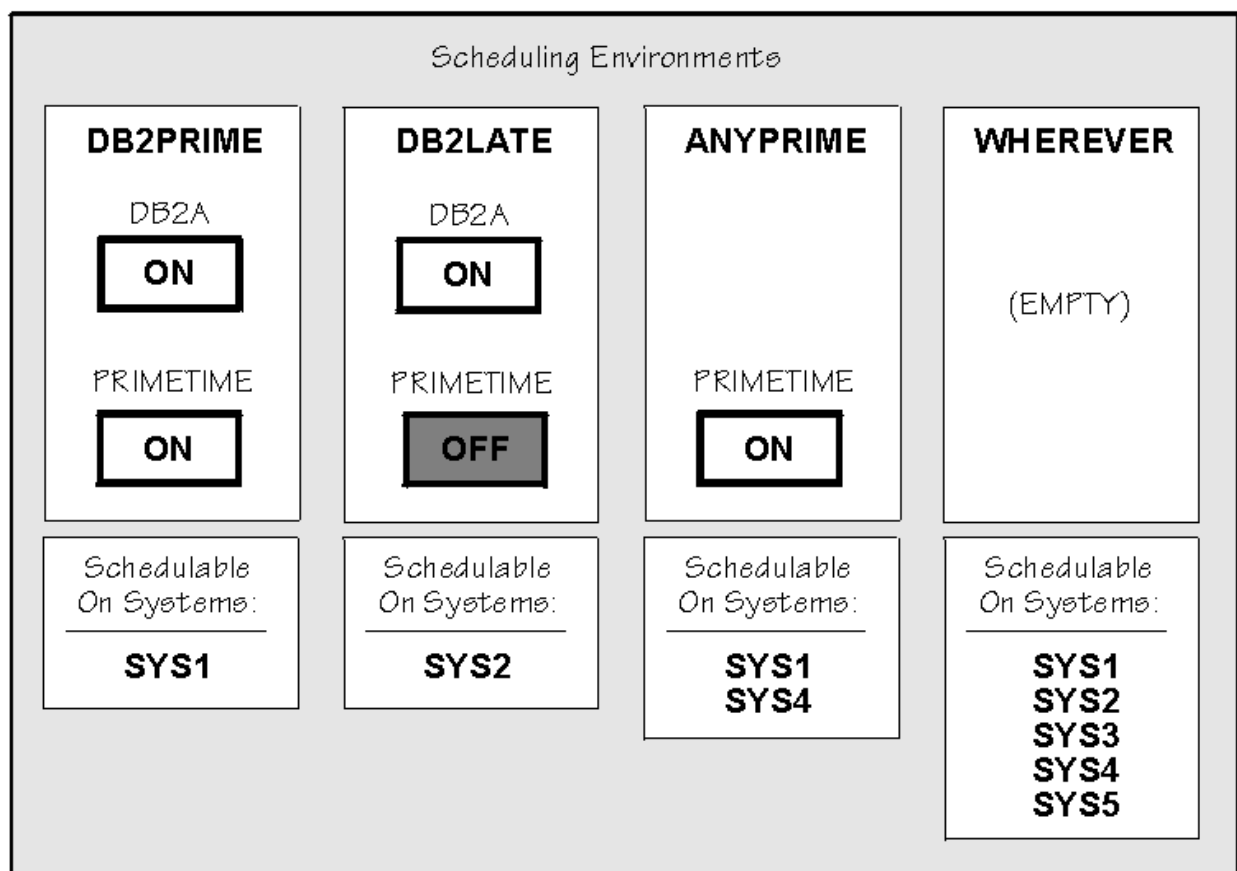 Scheduling Environments
DB2PRIME
DB2A
ON
PRIMETIME
ON
Schedulable
On Systems:
SYS1
DB2LATE
DB2A
ON
PRIMETIME
OFF
Schedulable
On Systems:
SYS2
ANYPRIME
PRIMETIME
ON
Schedulable
On Systems:
SYS1
SYS4
WHEREVER
(EMPTY)
Schedulable
On Systems:
SYS1
SYS2
SYS3
SYS4
SYS5